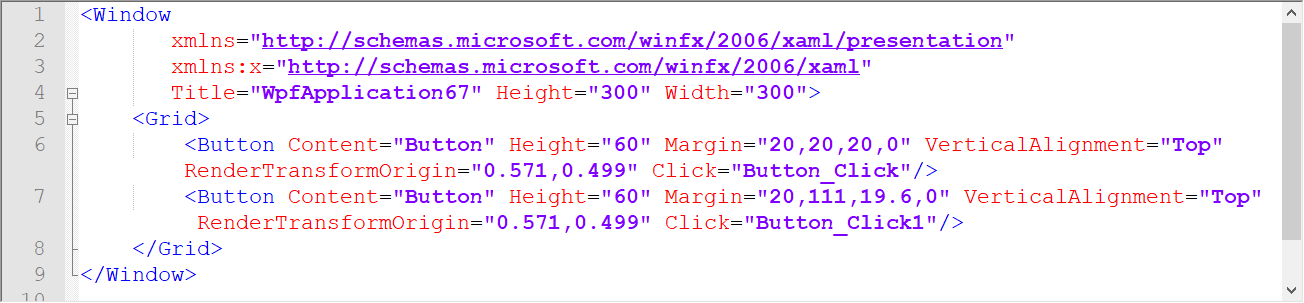 1 <Window
2 xmlns="http://schemas.microsoft.com/winfx/2006/xaml/presentation"
3 xmlns:x="http://schemas.microsoft.com/winfx/2006/xaml"
4 Title="WpfApplication67" Height="300" Width="300">
5 <Grid>
6 <Button Content="Button" Height="60" Margin="20,20,20,0" VerticalAlignment="Top"
RenderTransformOrigin="0.571,0.499" Click="Button_Click"/>
7 <Button Content="Button" Height="60" Margin="20,111,19.6,0" VerticalAlignment="Top"
RenderTransformOrigin="0.571,0.499" Click="Button_Click1"/>
8 </Grid>
9 </Window>
10